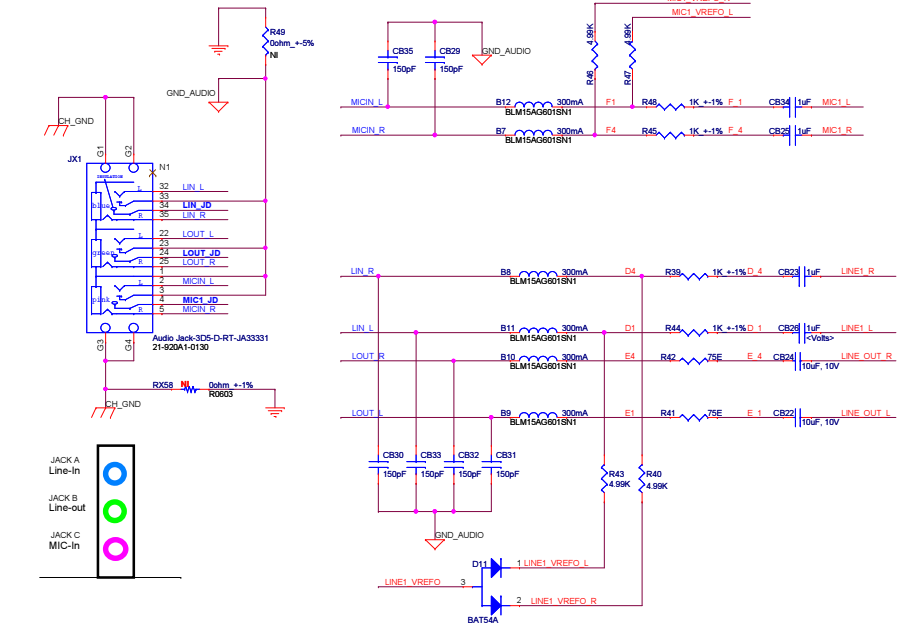 MIC1_VREFO_L
R49
0ohm_+-5%
NI
CB35
150pF
CB29
150pF
GND_AUDIO
4.99K
R46
4.99K
R47
GND_AUDIO
MICIN_L
B12
300mA
BLM15AG601SN1
F1
R48
1K_+-1%
F_1
CB34
1uF
MIC1_L
MICIN_R
B7
300mA
BLM15AG601SN1
F4
R45
1K_+-1%
F_4
CB25
1uF
MIC1_R
CH_GND
G1
G2
JX1
N1
INSULATION
blue
L
R
32
LIN_L
33
34
LIN_JD
35
LIN_R
green
L
R
22
LOUT_L
23
24
LOUT_JD
25
LOUT_R
1
pink
L
R
2
MICIN_L
3
4
MIC1_JD
5
MICIN_R
G3
G4
Audio Jack-3D5-D-RT-JA33331
21-920A1-0130
LIN_R
B8
300mA
BLM15AG601SN1
D4
R39
1K_+-1%
D_4
CB23
1uF
LINE1_R
LIN_L
B11
300mA
BLM15AG601SN1
D1
R44
1K_+-1%
D_1
CB26
1uF
<Volts>
LINE1_L
LOUT_R
B10
300mA
BLM15AG601SN1
E4
R42
75E
E_4
CB24
10uF, 10V
LINE_OUT_R
LOUT_L
B9
300mA
BLM15AG601SN1
E1
R41
75E
E_1
CB22
10uF, 10V
LINE_OUT_L
RX58
NI
0ohm_+-1%
R0603
CH_GND
CB30
150pF
CB33
150pF
CB32
150pF
CB31
150pF
R43
4.99K
R40
4.99K
GND_AUDIO
JACK A
Line-In
JACK B
Line-out
JACK C
MIC-In
LINE1_VREFO
3
D11
1
LINE1_VREFO_L
2
LINE1_VREFO_R
BAT54A